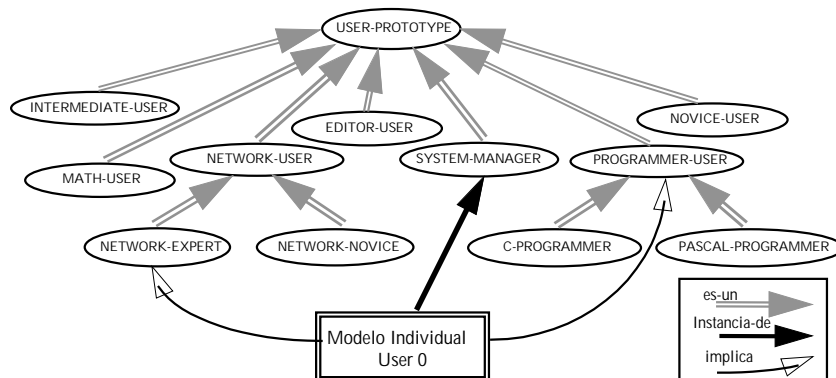 USER-PROTOTYPE
INTERMEDIATE-USER
NOVICE-USER
EDITOR-USER
NETWORK-USER
SYSTEM-MANAGER
PROGRAMMER-USER
MATH-USER
NETWORK-EXPERT
NETWORK-NOVICE
C-PROGRAMMER
PASCAL-PROGRAMMER
Modelo Individual
User 0
es-un
Instancia-de
implica